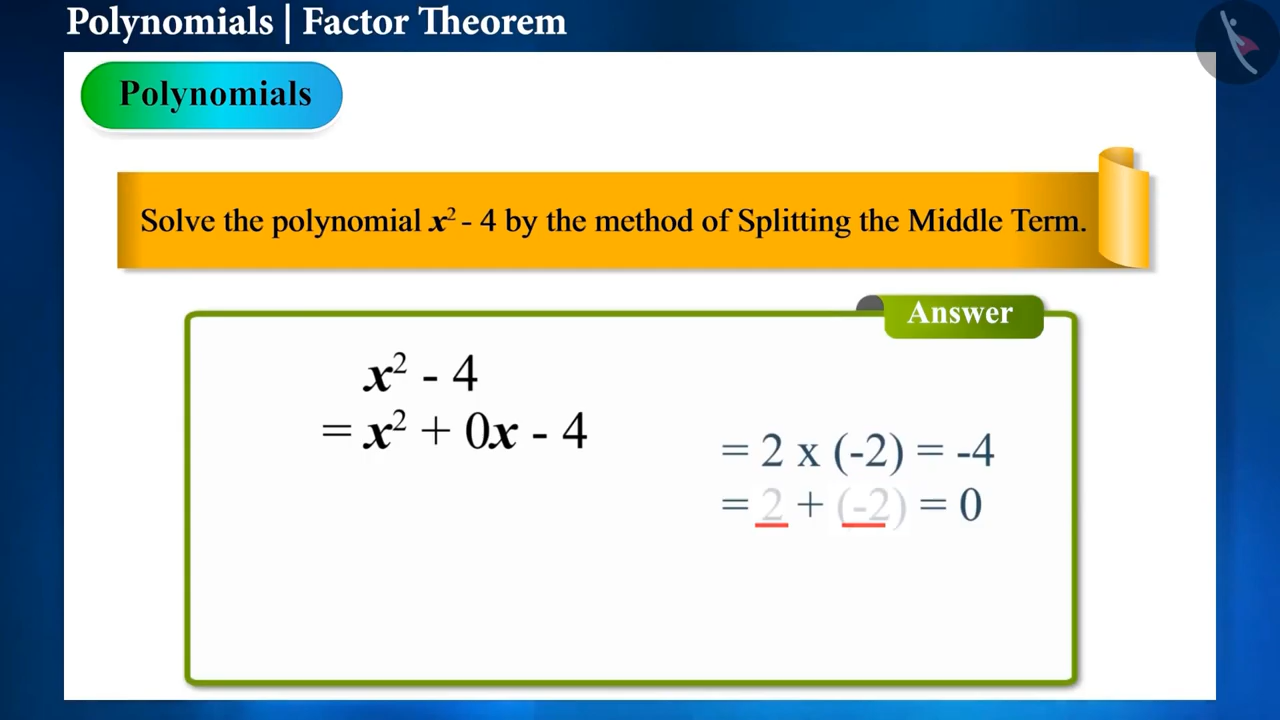 Polynomials | Factor Theorem
Polynomials
Solve the polynomial x² - 4 by the method of Splitting the Middle Term.
Answer
x² - 4
= x² + 0x - 4
= 2 x (-2) = -4
= 2 + (-2) = 0